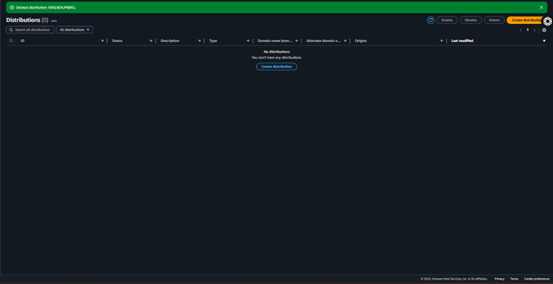 Deleted distribution
Distributions (0) Info
Enable
Disable
Delete
Create distribution
Search all distributions
All distributions
1
ID
Status
Description
Type
Domain name (stan...
Alternate domain n...
Origins
Last modified
No distributions
You don't have any distributions.
Create distribution
© 2025, Amazon Web Services, Inc. or its affiliates.
Privacy
Terms
Cookie preferences